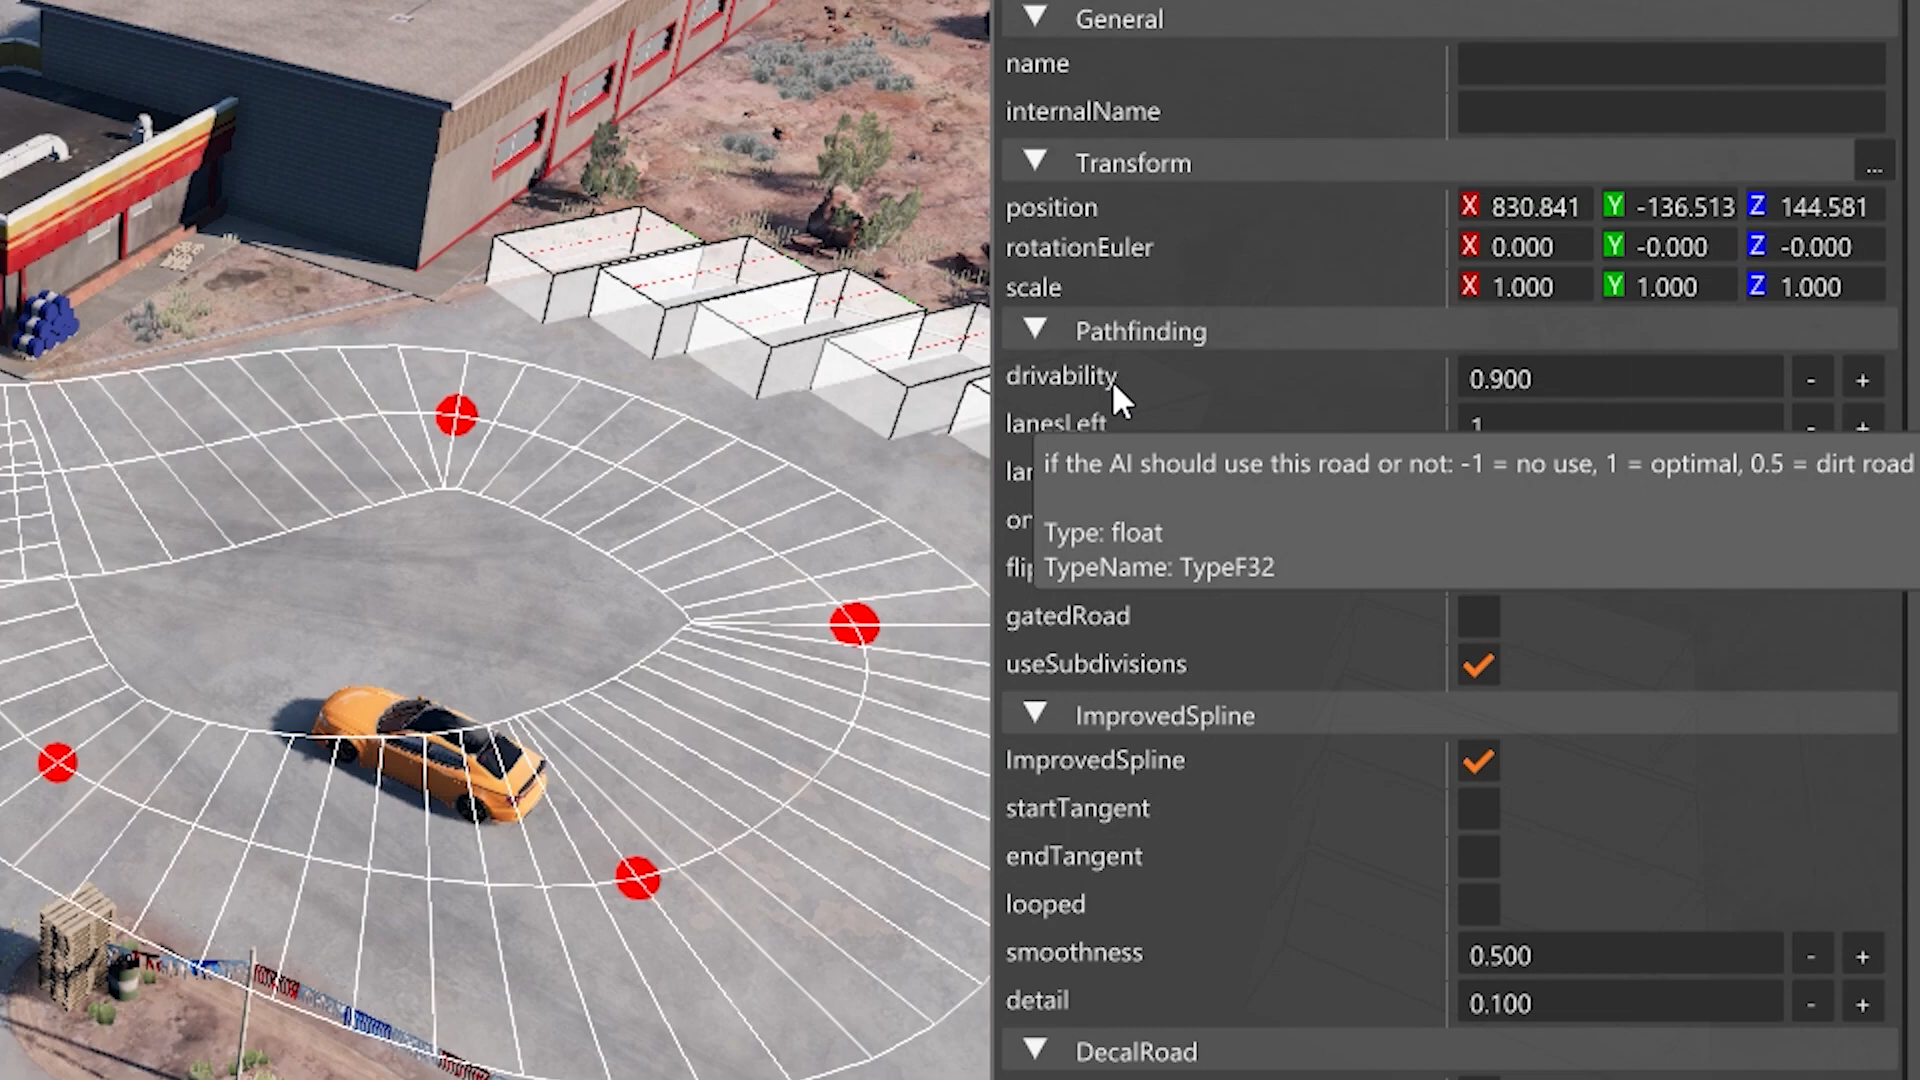 General
name
internalName
Transform
...
position X 830.841 Y -136.513 Z 144.581
rotationEuler X 0.000 Y -0.000 Z -0.000
scale X 1.000 Y 1.000 Z 1.000
Pathfinding
drivability 0.900 - +
lanesLeft 1 - +
if the AI should use this road or not: -1 = no use, 1 = optimal, 0.5 = dirt road
Type: float
TypeName: TypeF32
gatedRoad
useSubdivisions
ImprovedSpline
ImprovedSpline
startTangent
endTangent
looped
smoothness 0.500 - +
detail 0.100 - +
DecalRoad